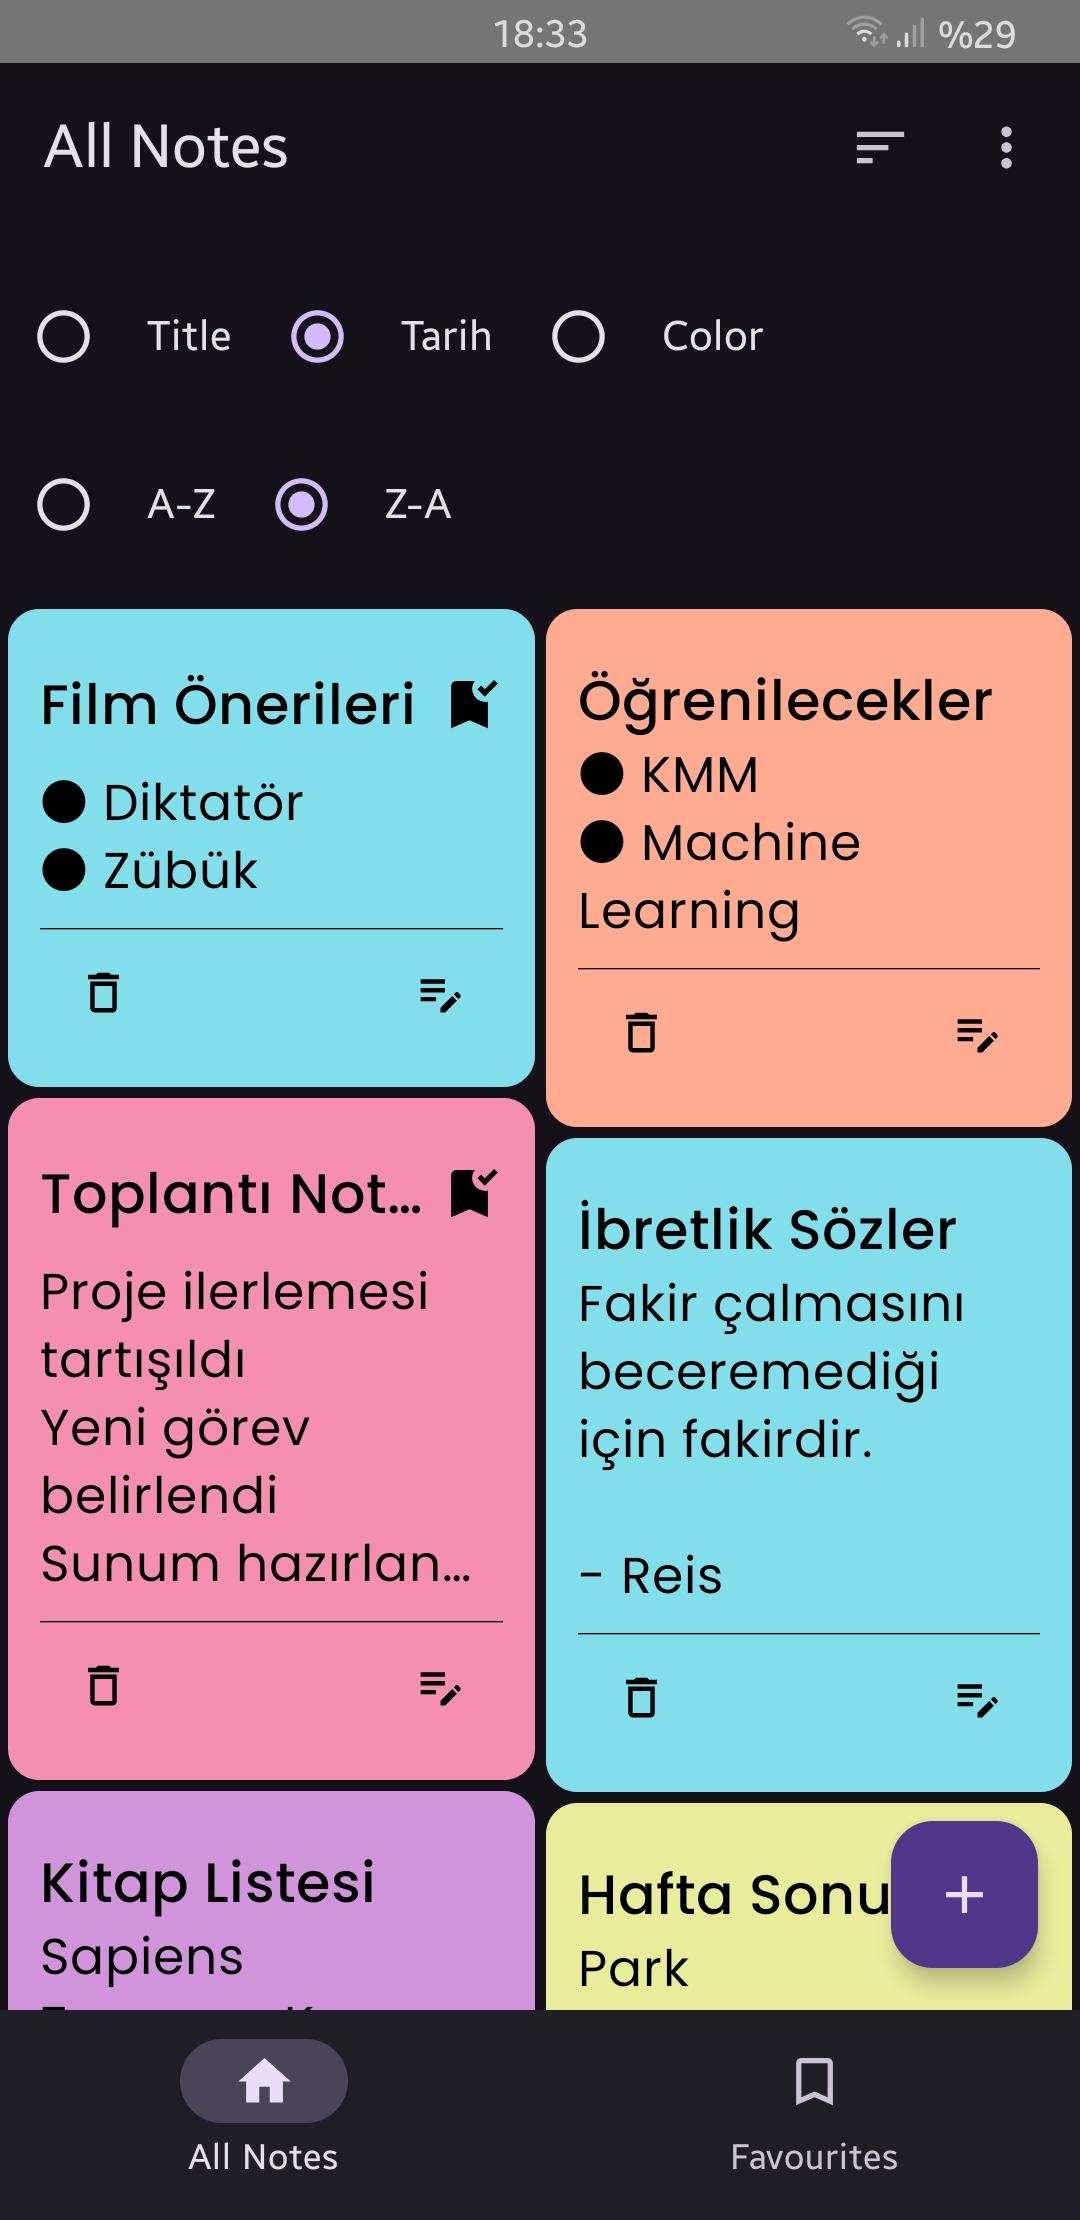 18:33
%29
All Notes
Title
Tarih
Color
A-Z
Z-A
Film Önerileri
● Diktatör
● Zübük
Öğrenilecekler
● KMM
● Machine
Learning
Toplantı Not...
Proje ilerlemesi
tartışıldı
Yeni görev
belirlendi
Sunum hazırlan...
İbretlik Sözler
Fakir çalmasını
beceremediği
için fakirdir.
- Reis
Kitap Listesi
Sapiens
Hafta Sonu
Park
All Notes
Favourites